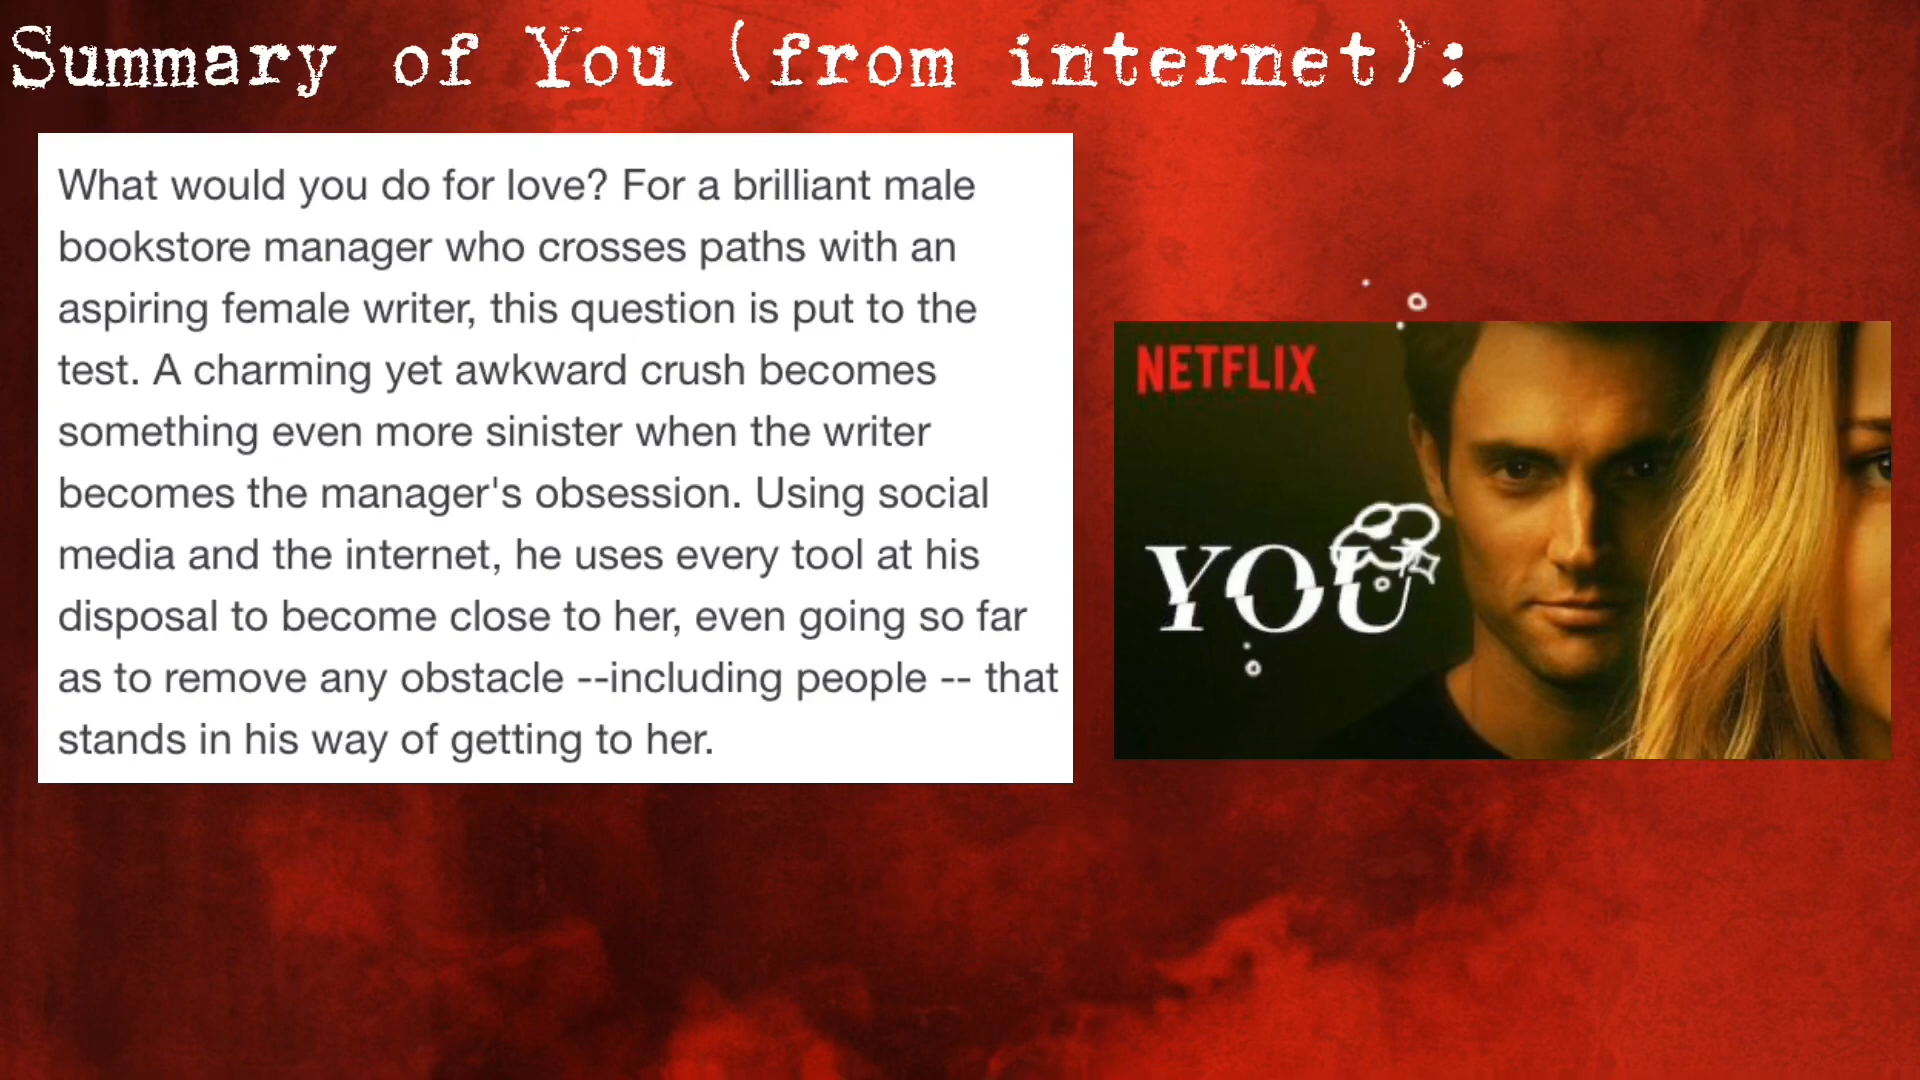 Summary of You (from internet):
What would you do for love? For a brilliant male
bookstore manager who crosses paths with an
aspiring female writer, this question is put to the
test. A charming yet awkward crush becomes
something even more sinister when the writer
becomes the manager's obsession. Using social
media and the internet, he uses every tool at his
disposal to become close to her, even going so far
as to remove any obstacle --including people -- that
stands in his way of getting to her.
NETFLIX
YOU